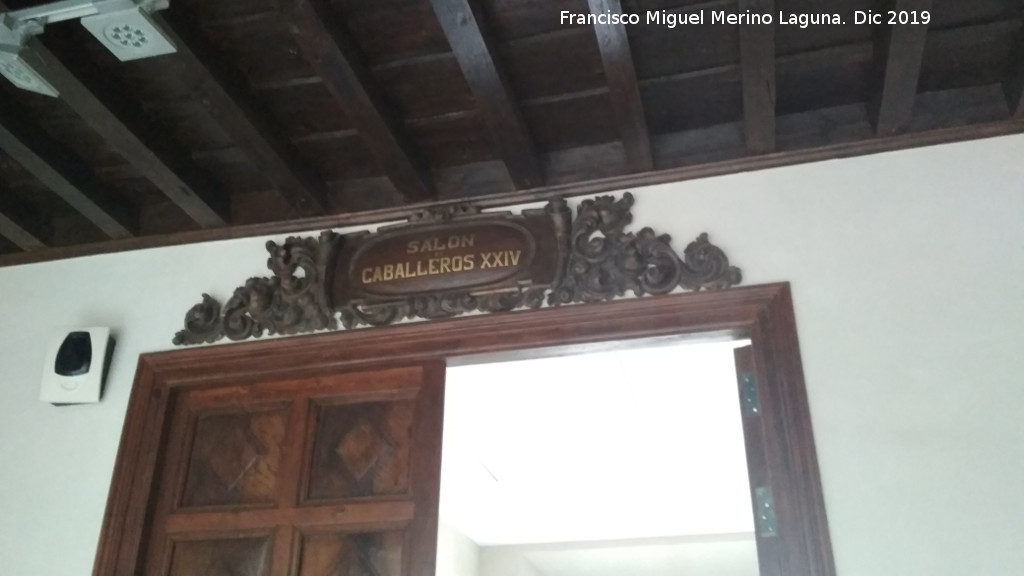 Francisco Miguel Merino Laguna. Dic 2019
SALON
CABALLEROS XXIV